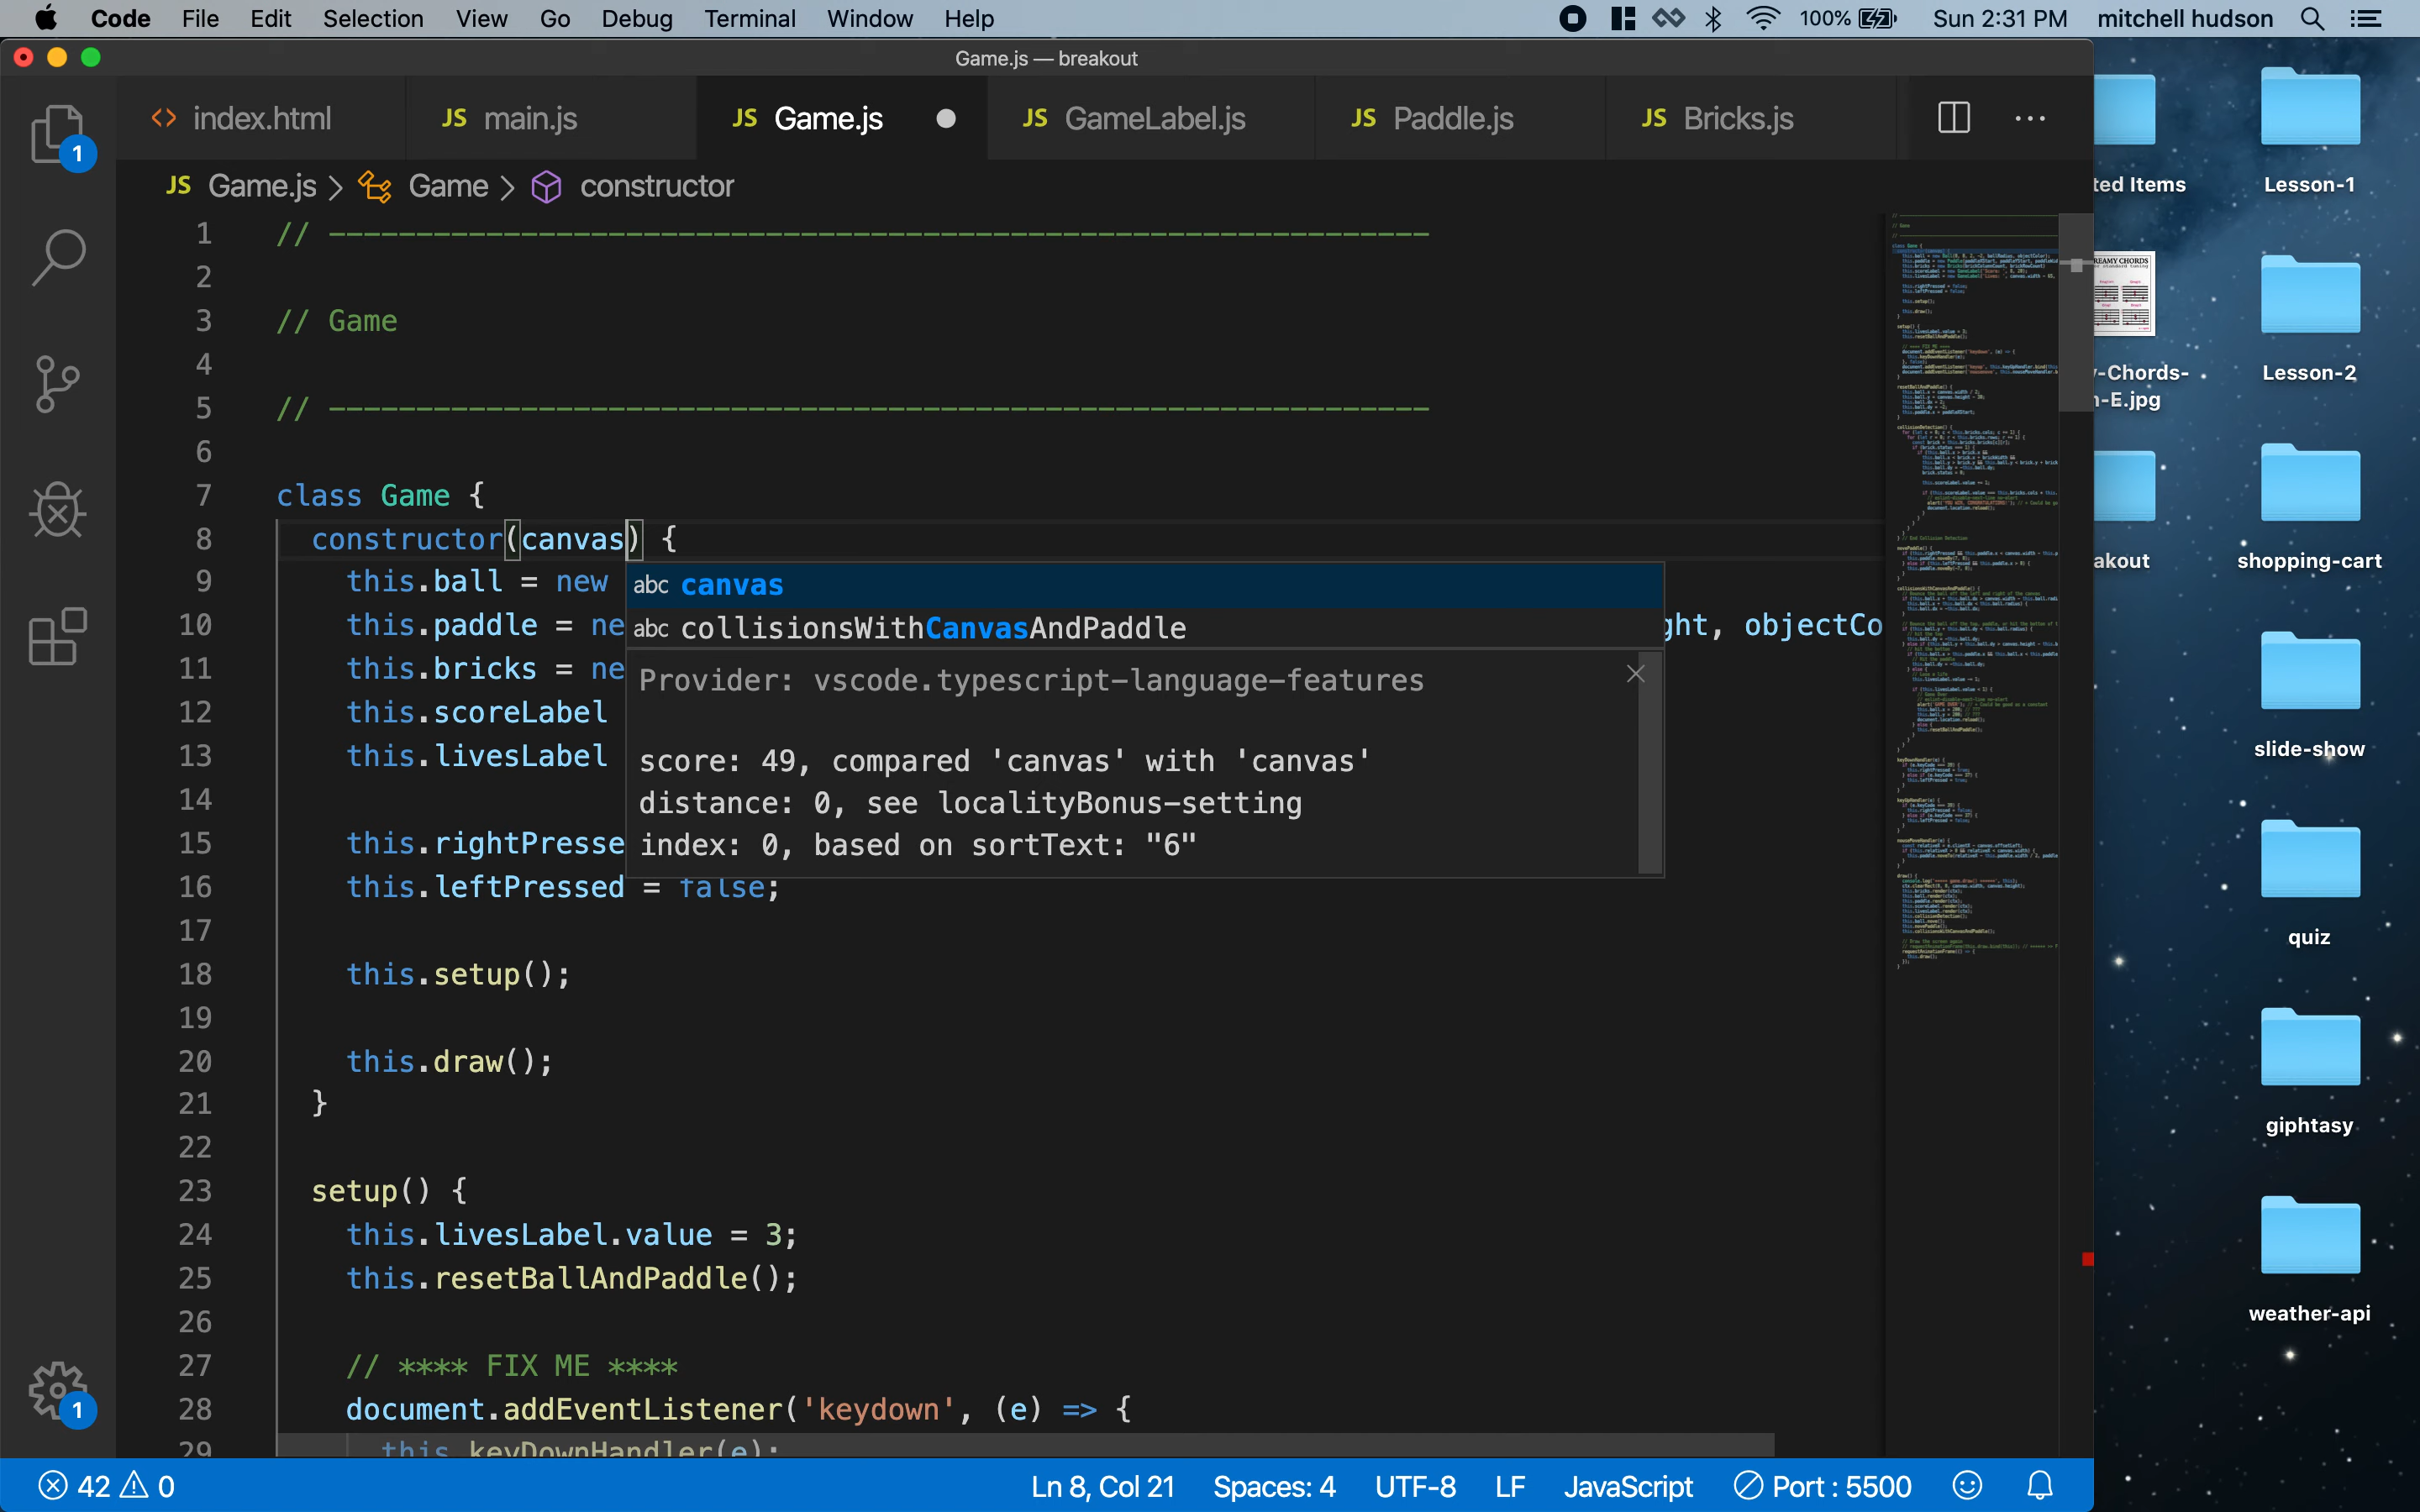 Code File Edit Selection View Go Debug Terminal Window Help 100% Sun 2:31 PM mitchell hudson
Game.js — breakout
index.html JS main.js JS Game.js JS GameLabel.js JS Paddle.js JS Bricks.js
1
JS Game.js > Game > constructor
1 // ---------------------------------------------------------------
2
3 // Game
4
5 // ---------------------------------------------------------------
6
7 class Game {
8 constructor(canvas) {
9 this.ball = new
10 this.paddle = ne ght, objectCo
11 this.bricks = ne
12 this.scoreLabel
13 this.livesLabel
14
15 this.rightPresse
16 this.leftPressed = false;
17
18 this.setup();
19
20 this.draw();
21 }
22
23 setup() {
24 this.livesLabel.value = 3;
25 this.resetBallAndPaddle();
26
27 // **** FIX ME ****
28 document.addEventListener('keydown', (e) => {
29 this.keyDownHandler(e);
abc canvas
abc collisionsWithCanvasAndPaddle
Provider: vscode.typescript-language-features
score: 49, compared 'canvas' with 'canvas'
distance: 0, see localityBonus-setting
index: 0, based on sortText: "6"
1
42 0 Ln 8, Col 21 Spaces: 4 UTF-8 LF JavaScript Port : 5500
ted Items
Lesson-1
REAMY CHORDS
y-Chords-
n-E.jpg
Lesson-2
akout
shopping-cart
slide-show
quiz
giphtasy
weather-api